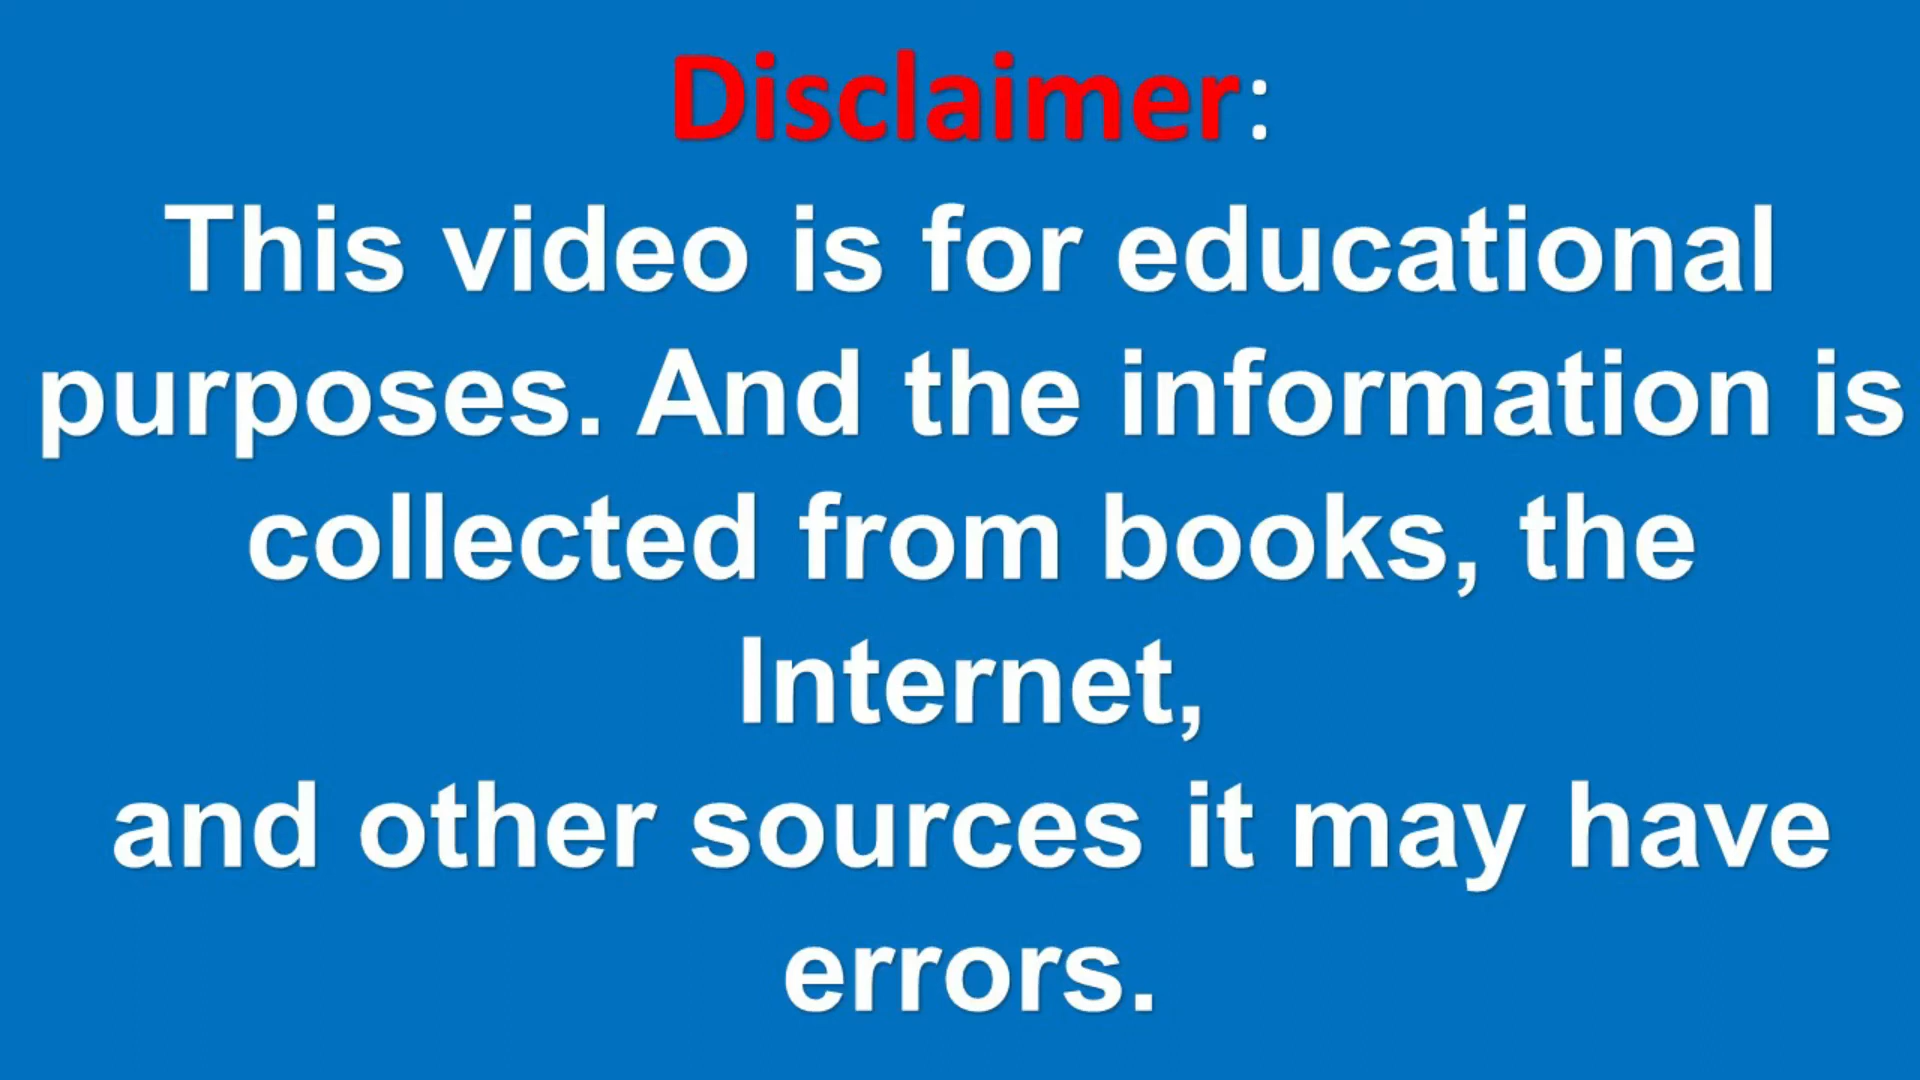 Disclaimer:
This video is for educational
purposes. And the information is
collected from books, the
Internet,
and other sources it may have
errors.